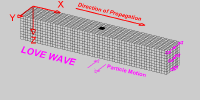 X
Direction of Propagation
Y
Z
LOVE WAVE
Particle Motion